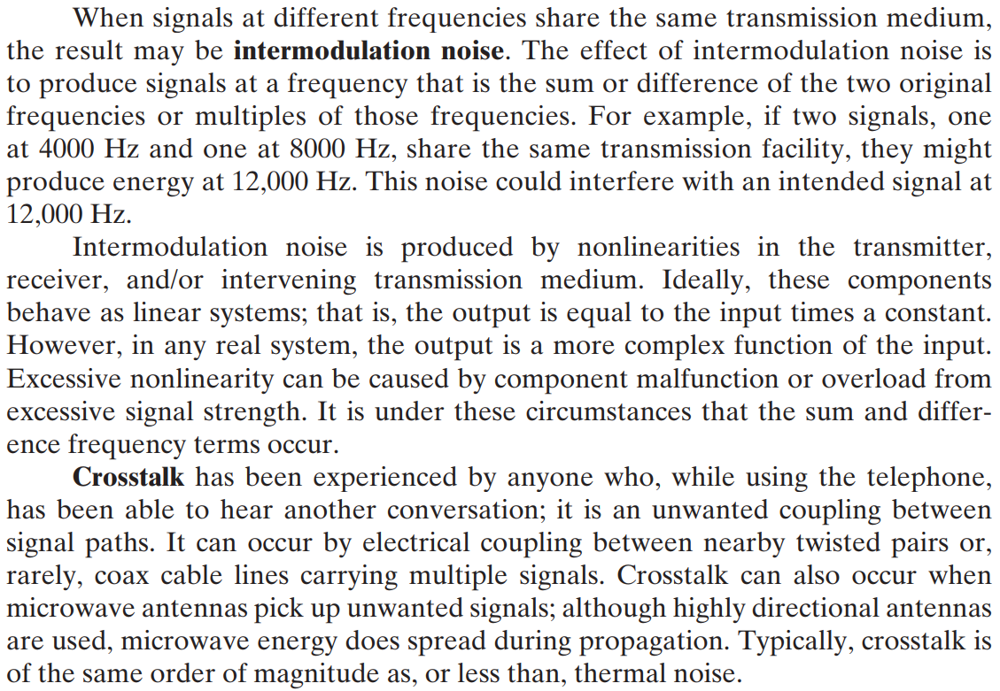 When signals at different frequencies share the same transmission medium,
the result may be intermodulation noise. The effect of intermodulation noise is
to produce signals at a frequency that is the sum or difference of the two original
frequencies or multiples of those frequencies. For example, if two signals, one
at 4000 Hz and one at 8000 Hz, share the same transmission facility, they might
produce energy at 12,000 Hz. This noise could interfere with an intended signal at
12,000 Hz.
Intermodulation noise is produced by nonlinearities in the transmitter,
receiver, and/or intervening transmission medium. Ideally, these components
behave as linear systems; that is, the output is equal to the input times a constant.
However, in any real system, the output is a more complex function of the input.
Excessive nonlinearity can be caused by component malfunction or overload from
excessive signal strength. It is under these circumstances that the sum and differ-
ence frequency terms occur.
Crosstalk has been experienced by anyone who, while using the telephone,
has been able to hear another conversation; it is an unwanted coupling between
signal paths. It can occur by electrical coupling between nearby twisted pairs or,
rarely, coax cable lines carrying multiple signals. Crosstalk can also occur when
microwave antennas pick up unwanted signals; although highly directional antennas
are used, microwave energy does spread during propagation. Typically, crosstalk is
of the same order of magnitude as, or less than, thermal noise.